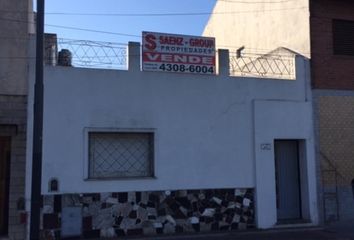 SAENZ-GROUP
PROPIEDADES
VENDE
4308-6004